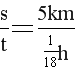 s/t = 5km / (1/18 h)